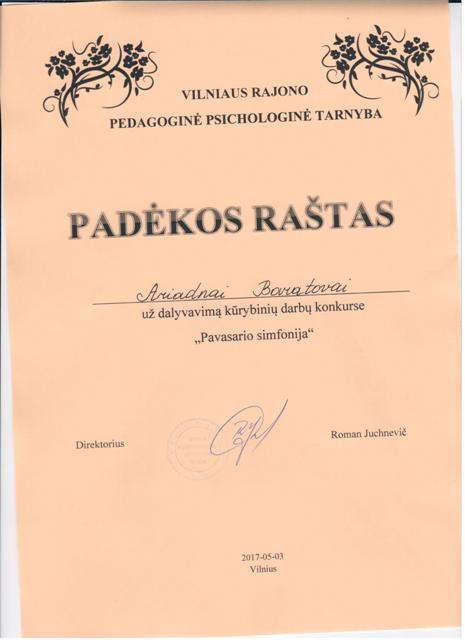 VILNIAUS RAJONO
PEDAGOGINĖ PSICHOLOGINĖ TARNYBA
PADĖKOS RAŠTAS
Ariadnai Boratovai
už dalyvavimą kūrybinių darbų konkurse
„Pavasario simfonija“
Direktorius
Roman Juchnevič
2017-05-03
Vilnius